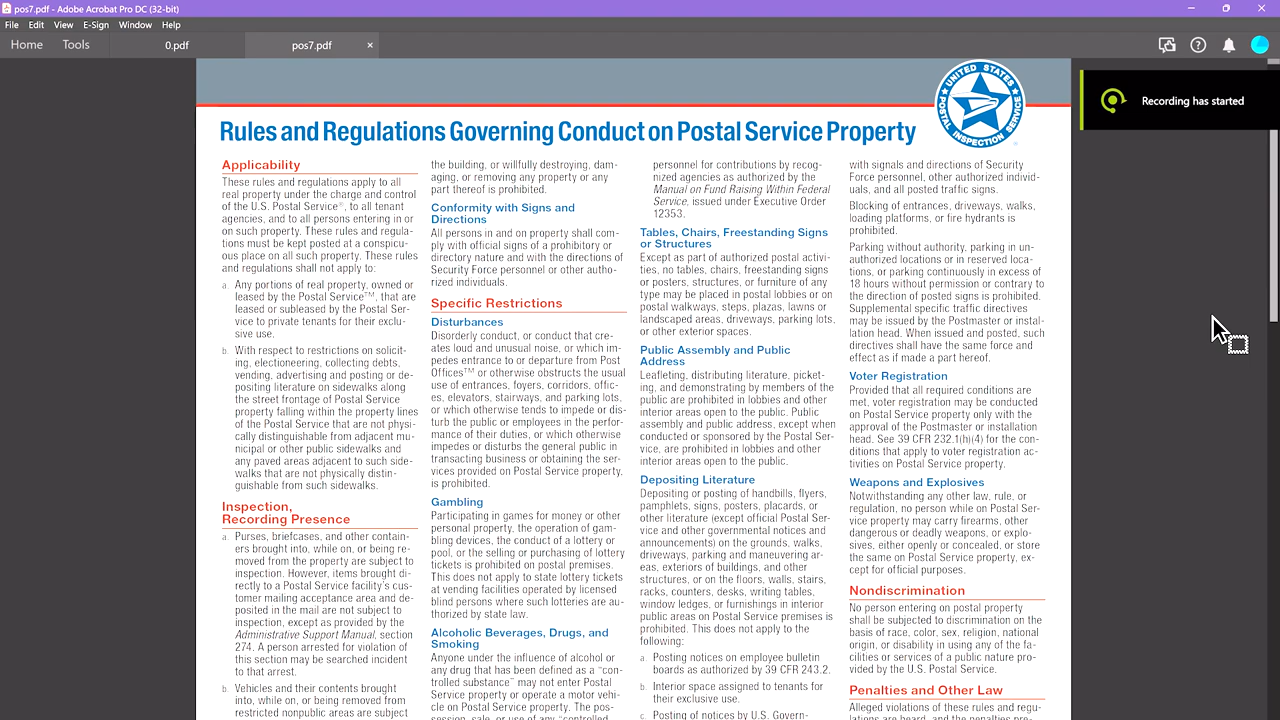 pos7.pdf - Adobe Acrobat Pro DC (32-bit)
File Edit View E-Sign Window Help
Home Tools 0.pdf pos7.pdf ×
Recording has started
UNITED STATES
POSTAL INSPECTION SERVICE
Rules and Regulations Governing Conduct on Postal Service Property
Applicability
These rules and regulations apply to all
real property under the charge and control
of the U.S. Postal Service®, to all tenant
agencies, and to all persons entering in or
on such property. These rules and regula-
tions must be kept posted at a conspicu-
ous place on all such property. These rules
and regulations shall not apply to:
a. Any portions of real property, owned or
leased by the Postal Service™, that are
leased or subleased by the Postal Ser-
vice to private tenants for their exclu-
sive use.
b. With respect to restrictions on solicit-
ing, electioneering, collecting debts,
vending, advertising and posting or de-
positing literature on sidewalks along
the street frontage of Postal Service
property falling within the property lines
of the Postal Service that are not physi-
cally distinguishable from adjacent mu-
nicipal or other public sidewalks and
any paved areas adjacent to such side-
walks that are not physically distin-
guishable from such sidewalks.
Inspection,
Recording Presence
a. Purses, briefcases, and other contain-
ers brought into, while on, or being re-
moved from the property are subject to
inspection. However, items brought di-
rectly to a Postal Service facility's cus-
tomer mailing acceptance area and de-
posited in the mail are not subject to
inspection, except as provided by the
Administrative Support Manual, section
274. A person arrested for violation of
this section may be searched incident
to that arrest.
b. Vehicles and their contents brought
into, while on, or being removed from
restricted nonpublic areas are subject
the building, or willfully destroying, dam-
aging, or removing any property or any
part thereof is prohibited.
Conformity with Signs and
Directions
All persons in and on property shall com-
ply with official signs of a prohibitory or
directory nature and with the directions of
Security Force personnel or other autho-
rized individuals.
Specific Restrictions
Disturbances
Disorderly conduct, or conduct that cre-
ates loud and unusual noise, or which im-
pedes entrance to or departure from Post
Offices™ or otherwise obstructs the usual
use of entrances, foyers, corridors, offic-
es, elevators, stairways, and parking lots,
or which otherwise tends to impede or dis-
turb the public or employees in the perfor-
mance of their duties, or which otherwise
impedes or disturbs the general public in
transacting business or obtaining the ser-
vices provided on Postal Service property,
is prohibited.
Gambling
Participating in games for money or other
personal property, the operation of gam-
bling devices, the conduct of a lottery or
pool, or the selling or purchasing of lottery
tickets is prohibited on postal premises.
This does not apply to state lottery tickets
at vending facilities operated by licensed
blind persons where such lotteries are au-
thorized by state law.
Alcoholic Beverages, Drugs, and
Smoking
Anyone under the influence of alcohol or
any drug that has been defined as a “con-
trolled substance” may not enter Postal
Service property or operate a motor vehi-
cle on Postal Service property. The pos-
session, sale, or use of any “controlled
personnel for contributions by recog-
nized agencies as authorized by the
Manual on Fund Raising Within Federal
Service, issued under Executive Order
12353.
Tables, Chairs, Freestanding Signs
or Structures
Except as part of authorized postal activi-
ties, no tables, chairs, freestanding signs
or posters, structures, or furniture of any
type may be placed in postal lobbies or on
postal walkways, steps, plazas, lawns or
landscaped areas, driveways, parking lots,
or other exterior spaces.
Public Assembly and Public
Address
Leafleting, distributing literature, picket-
ing, and demonstrating by members of the
public are prohibited in lobbies and other
interior areas open to the public. Public
assembly and public address, except when
conducted or sponsored by the Postal Ser-
vice, are prohibited in lobbies and other
interior areas open to the public.
Depositing Literature
Depositing or posting of handbills, flyers,
pamphlets, signs, posters, placards, or
other literature (except official Postal Ser-
vice and other governmental notices and
announcements) on the grounds, walks,
driveways, parking and maneuvering ar-
eas, exteriors of buildings, and other
structures, or on the floors, walls, stairs,
racks, counters, desks, writing tables,
window ledges, or furnishings in interior
public areas on Postal Service premises is
prohibited. This does not apply to the
following:
a. Posting notices on employee bulletin
boards as authorized by 39 CFR 243.2.
b. Interior space assigned to tenants for
their exclusive use.
c. Posting of notices by U.S. Govern-
with signals and directions of Security
Force personnel, other authorized individ-
uals, and all posted traffic signs.
Blocking of entrances, driveways, walks,
loading platforms, or fire hydrants is
prohibited.
Parking without authority, parking in un-
authorized locations or in reserved loca-
tions, or parking continuously in excess of
18 hours without permission or contrary to
the direction of posted signs is prohibited.
Supplemental specific traffic directives
may be issued by the Postmaster or instal-
lation head. When issued and posted, such
directives shall have the same force and
effect as if made a part hereof.
Voter Registration
Provided that all required conditions are
met, voter registration may be conducted
on Postal Service property only with the
approval of the Postmaster or installation
head. See 39 CFR 232.1(h)(4) for the con-
ditions that apply to voter registration ac-
tivities on Postal Service property.
Weapons and Explosives
Notwithstanding any other law, rule, or
regulation, no person while on Postal Ser-
vice property may carry firearms, other
dangerous or deadly weapons, or explo-
sives, either openly or concealed, or store
the same on Postal Service property, ex-
cept for official purposes.
Nondiscrimination
No person entering on postal property
shall be subjected to discrimination on the
basis of race, color, sex, religion, national
origin, or disability in using any of the fa-
cilities or services of a public nature pro-
vided by the U.S. Postal Service.
Penalties and Other Law
Alleged violations of these rules and regu-
lations are heard, and the penalties pre-